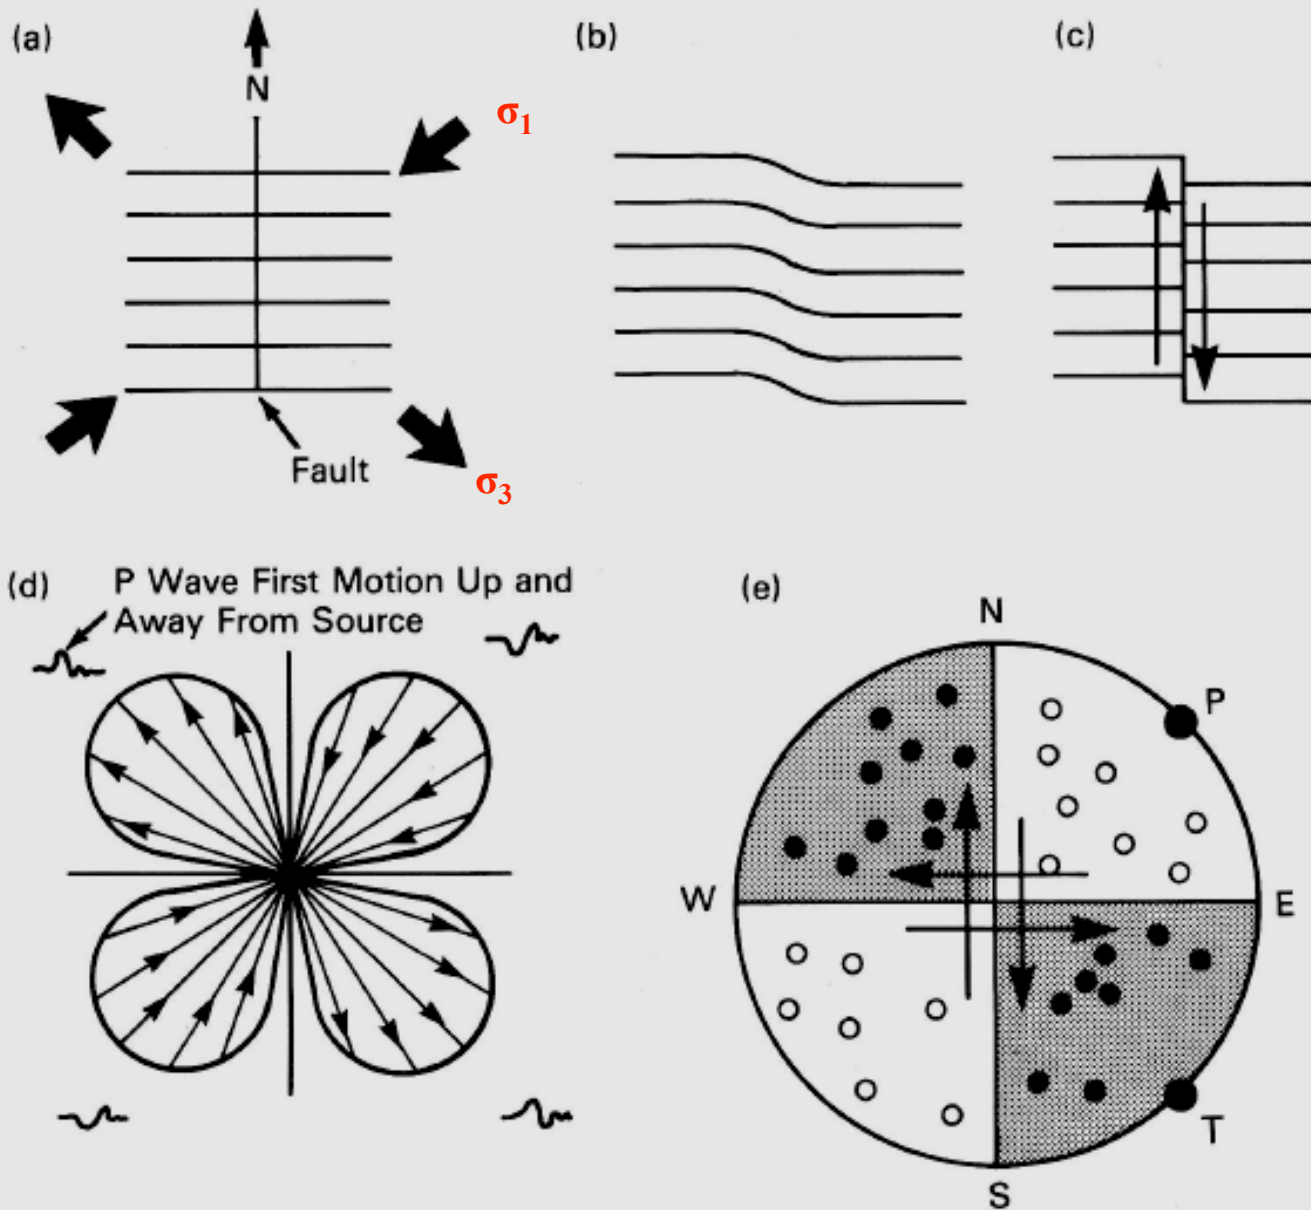 (a)
N
σ1
Fault
σ3
(b)
(c)
(d)
P Wave First Motion Up and
Away From Source
(e)
N
P
W
E
T
S